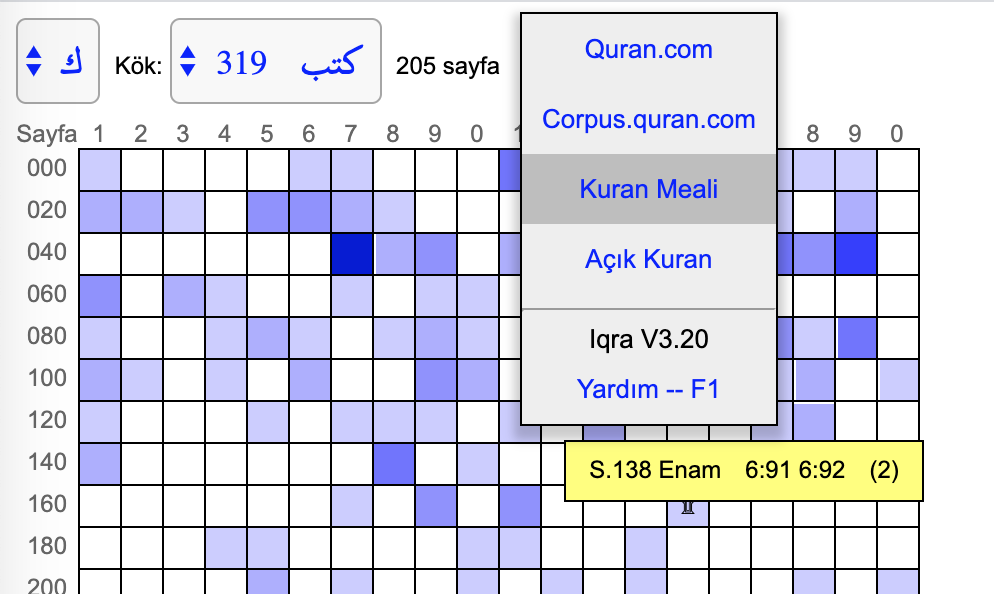 ك Kök: كتب 319 205 sayfa
Quran.com
Corpus.quran.com
Kuran Meali
Açık Kuran
Iqra V3.20
Yardım -- F1
Sayfa 1 2 3 4 5 6 7 8 9 0 1 8 9 0
000
020
040
060
080
100
120
140
160
180
200
S.138 Enam 6:91 6:92 (2)